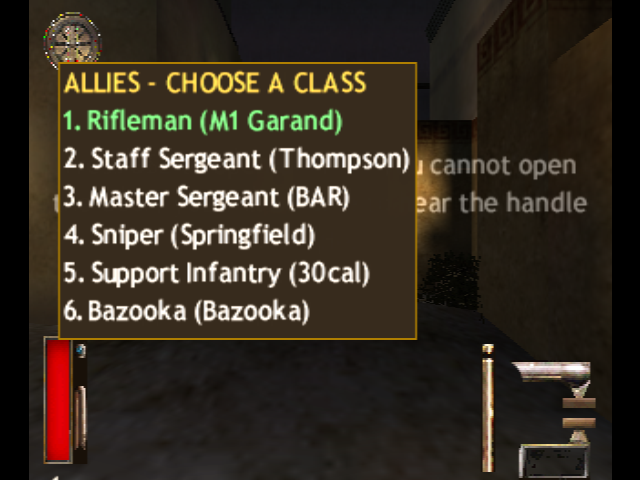 ALLIES - CHOOSE A CLASS
1. Rifleman (M1 Garand)
2. Staff Sergeant (Thompson)
cannot open
3. Master Sergeant (BAR)
the handle
4. Sniper (Springfield)
5. Support Infantry (30cal)
6. Bazooka (Bazooka)